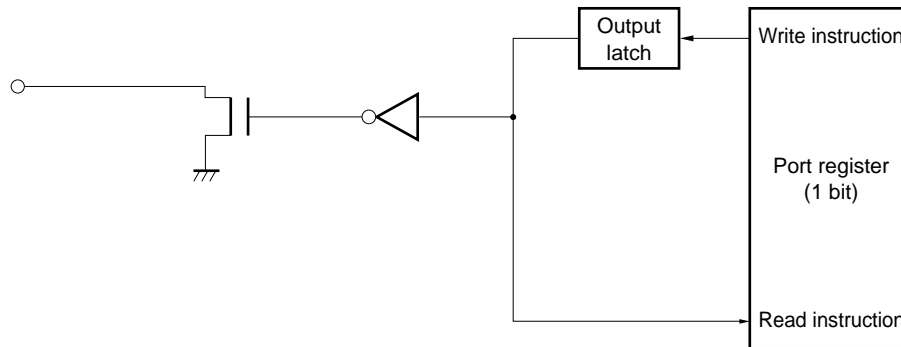 Output
latch
Write instruction
Port register
(1 bit)
Read instruction